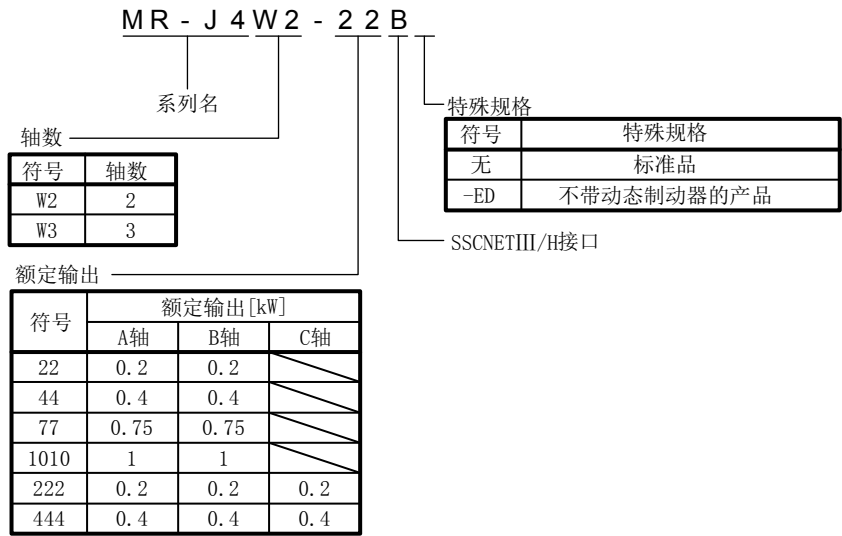 MR-J4W2-22B
系列名
特殊规格
符号 特殊规格
无 标准品
-ED 不带动态制动器的产品
轴数
符号 轴数
W2 2
W3 3
SSCNETⅢ/H接口
额定输出
符号 额定输出[kW]
A轴 B轴 C轴
22 0.2 0.2
44 0.4 0.4
77 0.75 0.75
1010 1 1
222 0.2 0.2 0.2
444 0.4 0.4 0.4